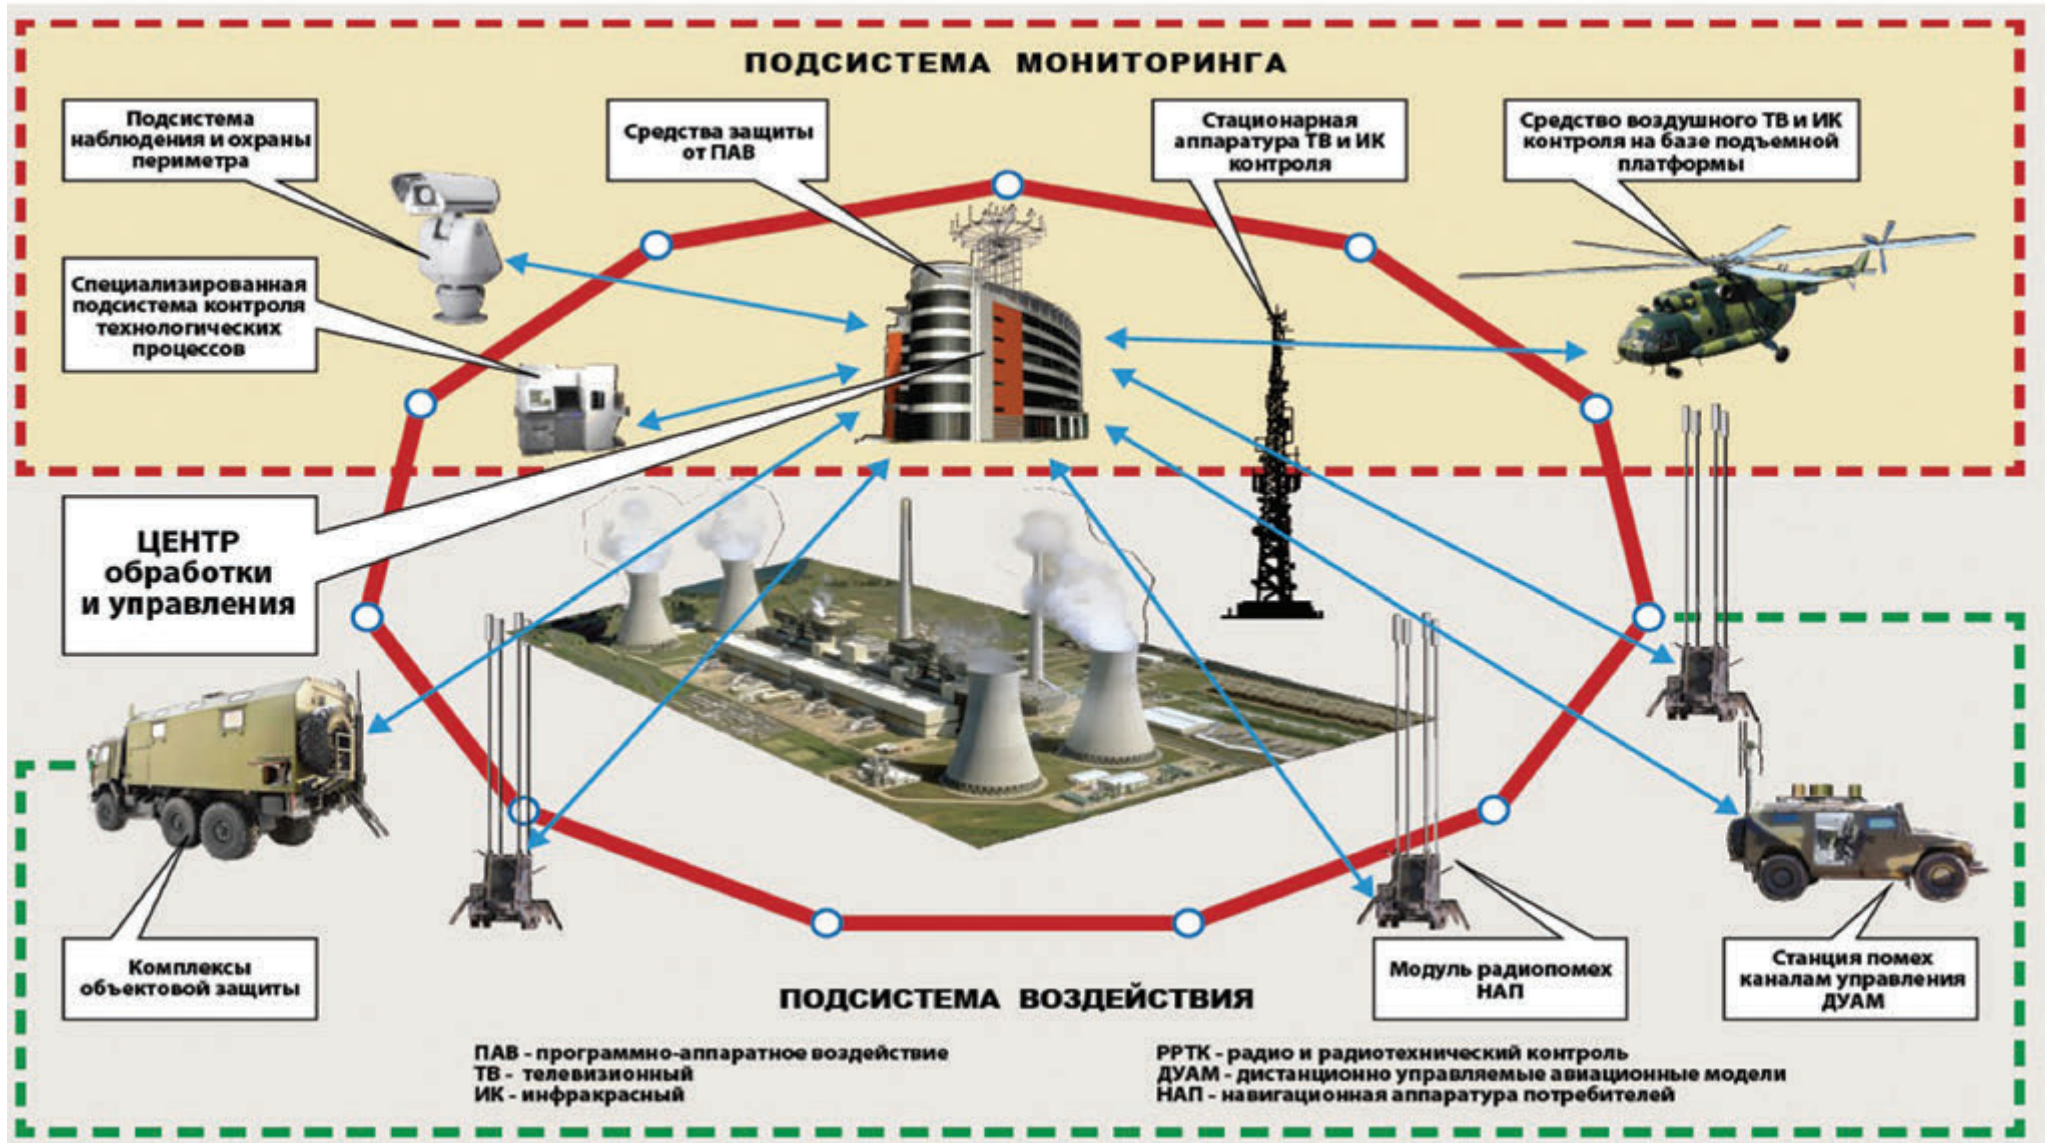 ПОДСИСТЕМА МОНИТОРИНГА
Подсистема
наблюдения и охраны
периметра
Средства защиты
от ПАВ
Стационарная
аппаратура ТВ и ИК
контроля
Средство воздушного ТВ и ИК
контроля на базе подъемной
платформы
Специализированная
подсистема контроля
технологических
процессов
ЦЕНТР
обработки
и управления
Комплексы
объектовой защиты
Модуль радиопомех
НАП
Станция помех
каналам управления
ДУАМ
ПОДСИСТЕМА ВОЗДЕЙСТВИЯ
ПАВ - программно-аппаратное воздействие
ТВ - телевизионный
ИК - инфракрасный
РРТК - радио и радиотехнический контроль
ДУАМ - дистанционно управляемые авиационные модели
НАП - навигационная аппаратура потребителей